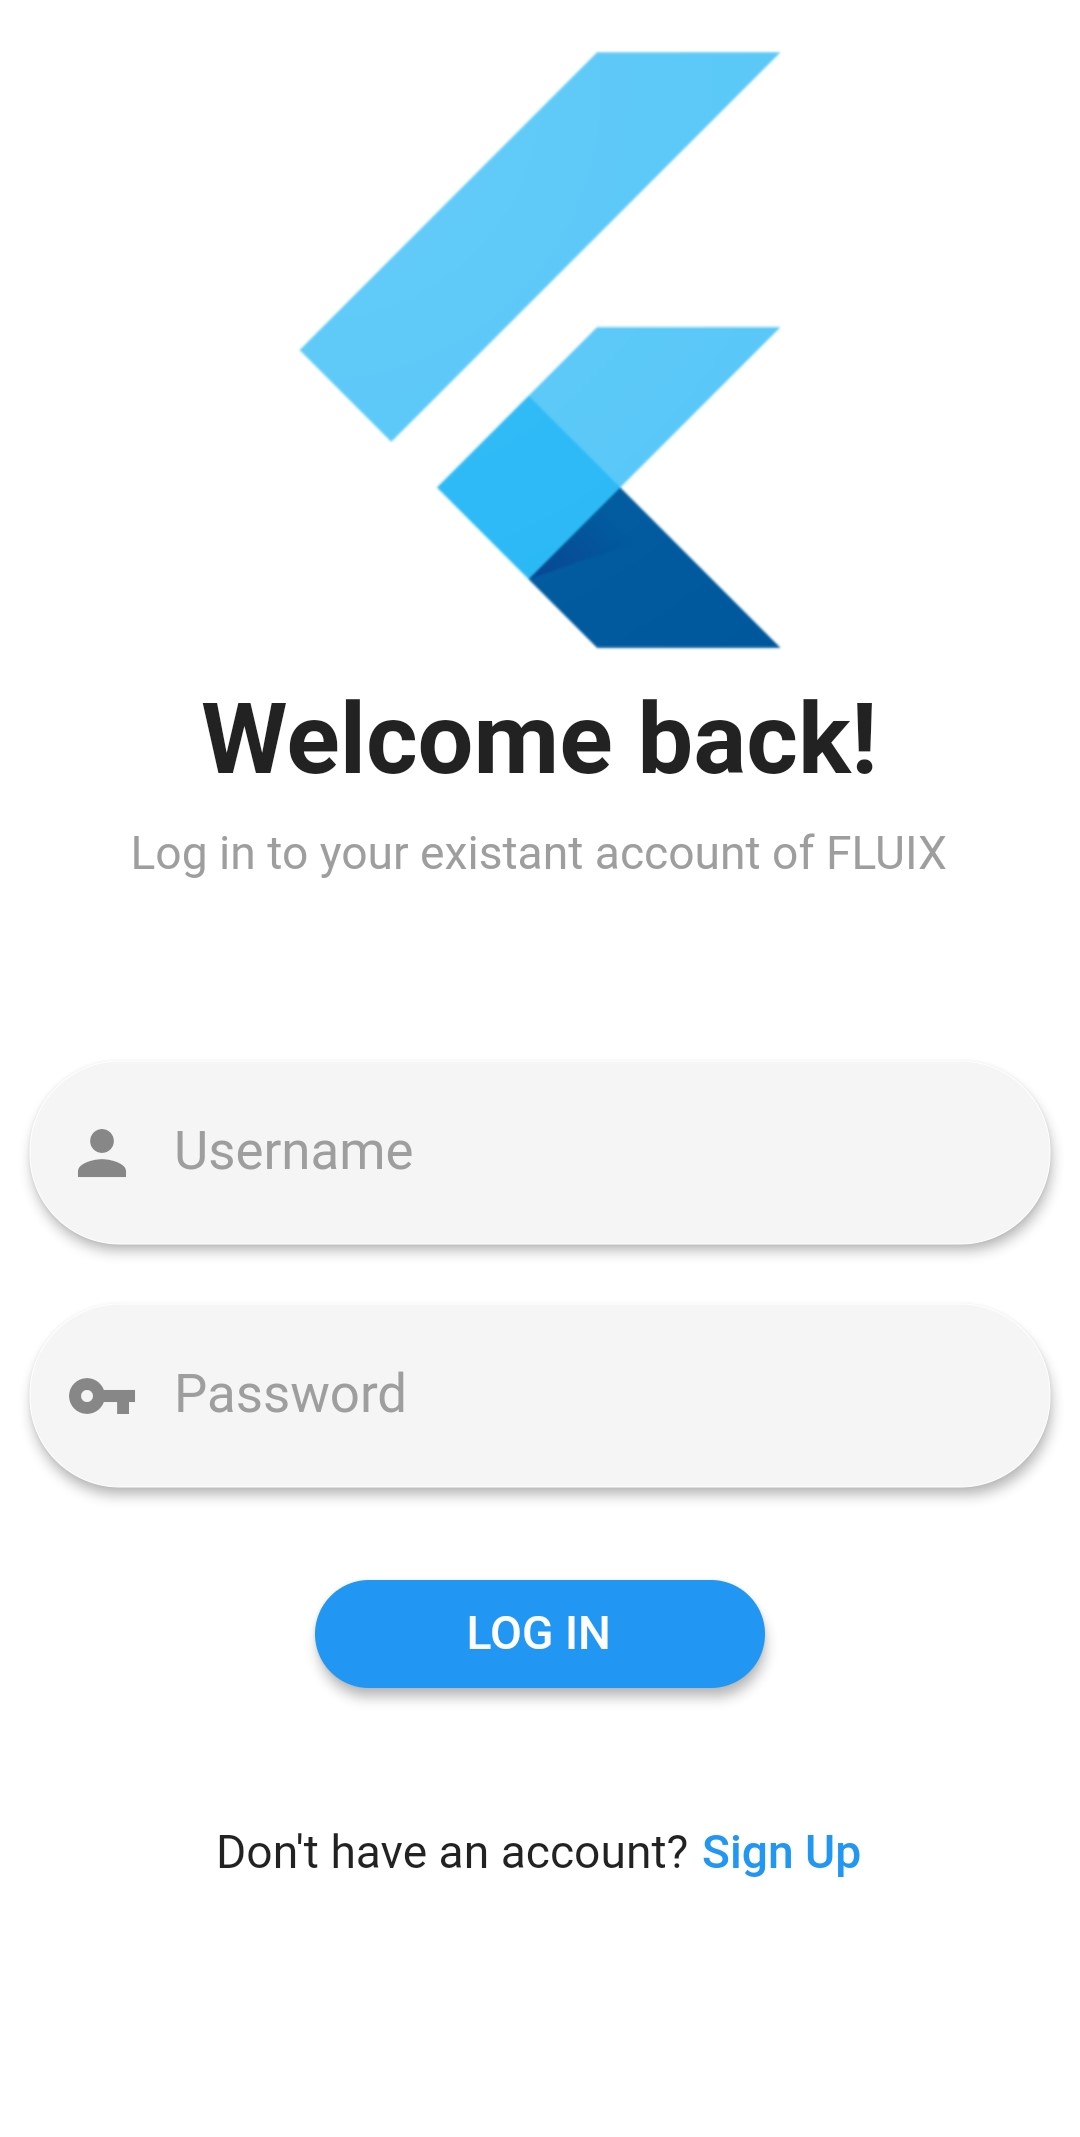 Welcome back!
Log in to your existant account of FLUIX
Username
Password
LOG IN
Don't have an account? Sign Up